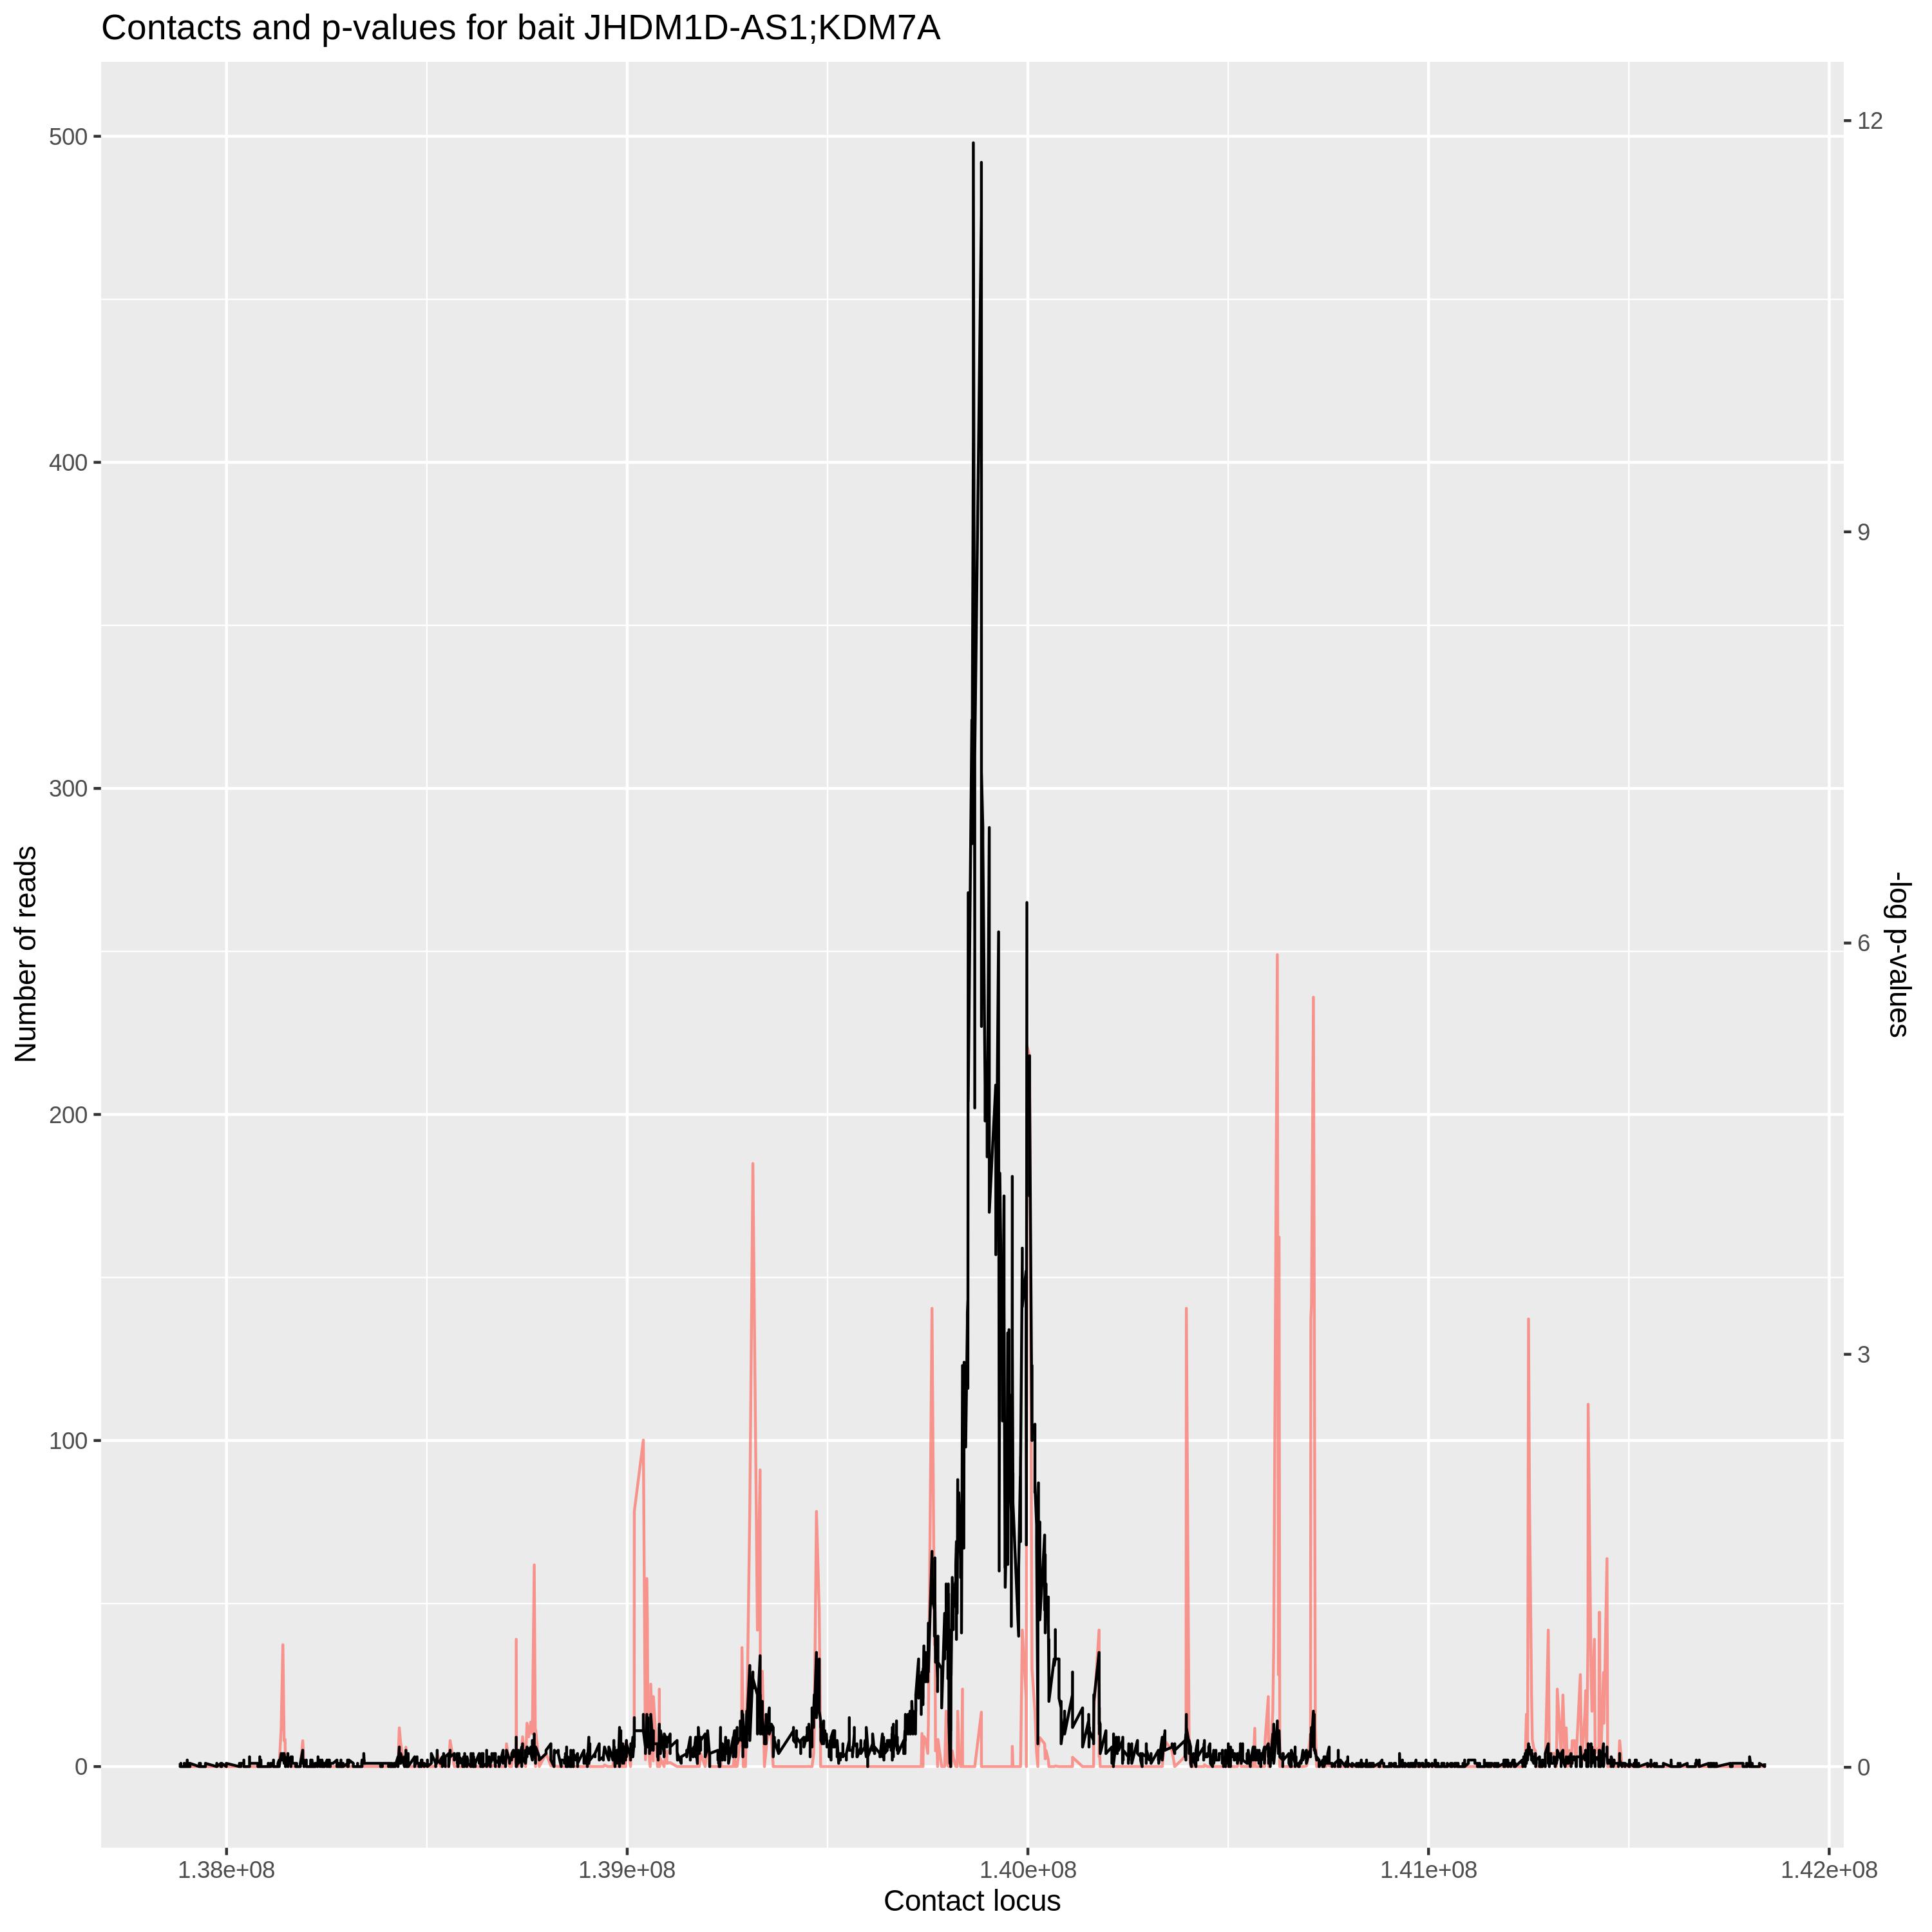 Contacts and p-values for bait JHDM1D-AS1;KDM7A
500
400
300
200
100
0
Number of reads
12
9
6
3
0
-log p-values
1.38e+08
1.39e+08
1.40e+08
1.41e+08
1.42e+08
Contact locus